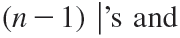 (n − 1) |’s and